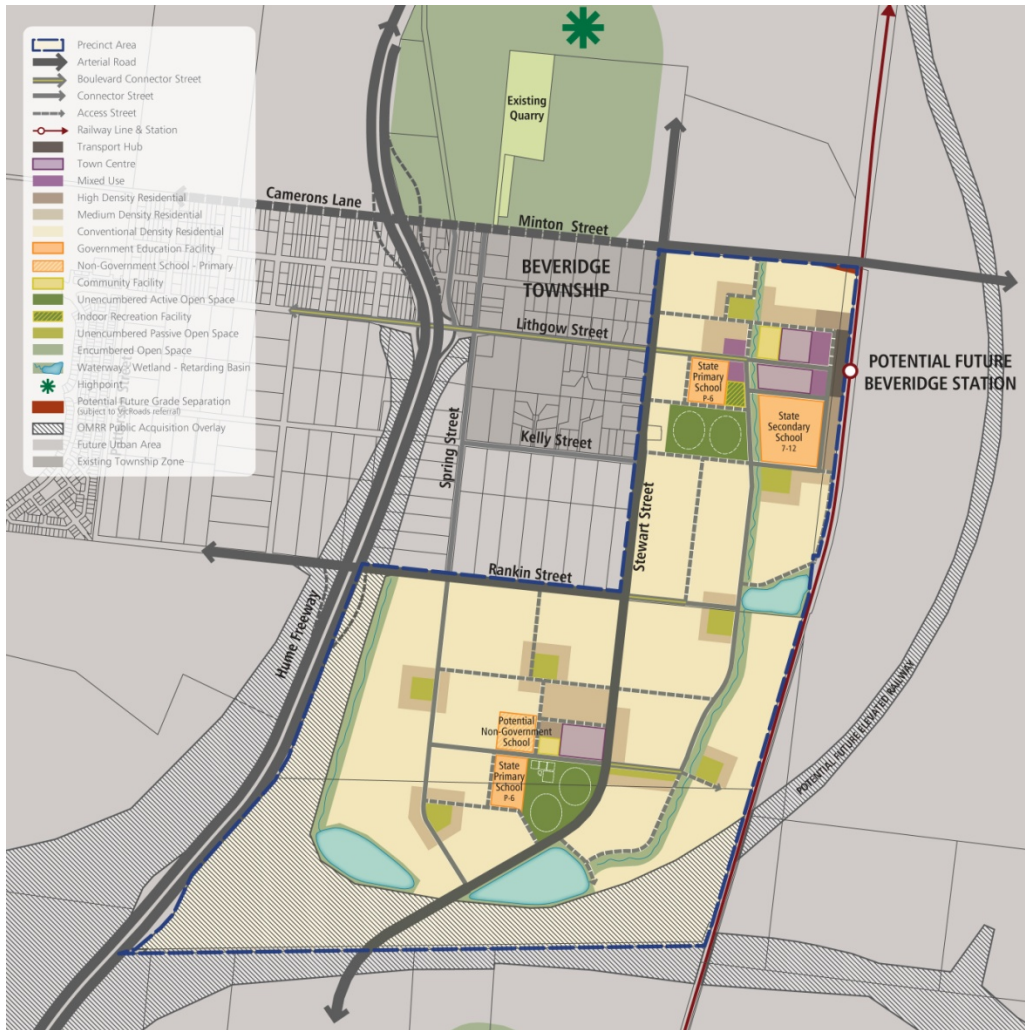 Precinct Area
Arterial Road
Boulevard Connector Street
Connector Street
Access Street
Railway Line & Station
Transport Hub
Town Centre
Mixed Use
High Density Residential
Medium Density Residential
Conventional Density Residential
Government Education Facility
Non-Government School - Primary
Community Facility
Unencumbered Active Open Space
Indoor Recreation Facility
Unencumbered Passive Open Space
Encumbered Open Space
Waterway - Wetland - Retarding Basin
Highpoint
Potential Future Grade Separation
(subject to VicRoads referral)
OMRR Public Acquisition Overlay
Future Urban Area
Existing Township Zone
Existing
Quarry
Camerons Lane
Minton Street
BEVERIDGE
TOWNSHIP
Lithgow Street
POTENTIAL FUTURE
BEVERIDGE STATION
State
Primary
School
P-6
State
Secondary
School
7-12
Kelly Street
Spring Street
Stewart Street
Rankin Street
Hume Freeway
Potential
Non-Government
School
State
Primary
School
P-6
POTENTIAL FUTURE ELEVATED RAILWAY